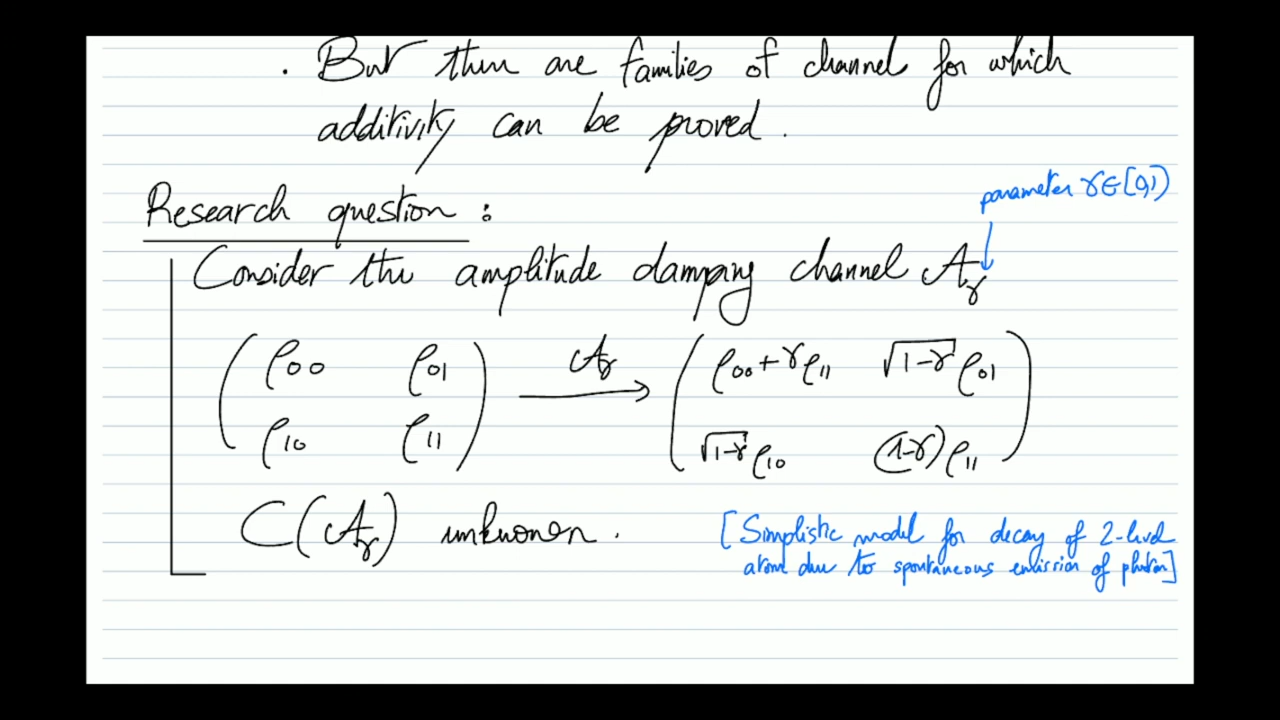 . But there are families of channel for which
additivity can be proved.
parameter γ∈[0,1)
Research question :
Consider the amplitude damping channel 𝒜_γ
(ρ₀₀ ρ₀₁ ; ρ₁₀ ρ₁₁) —𝒜_γ→ (ρ₀₀+γρ₁₁ √(1-γ) ρ₀₁ ; √(1-γ) ρ₁₀ (1-γ)ρ₁₁)
C(𝒜_γ) unknown.
[Simplistic model for decay of 2-level
atom due to spontaneous emission of photon]